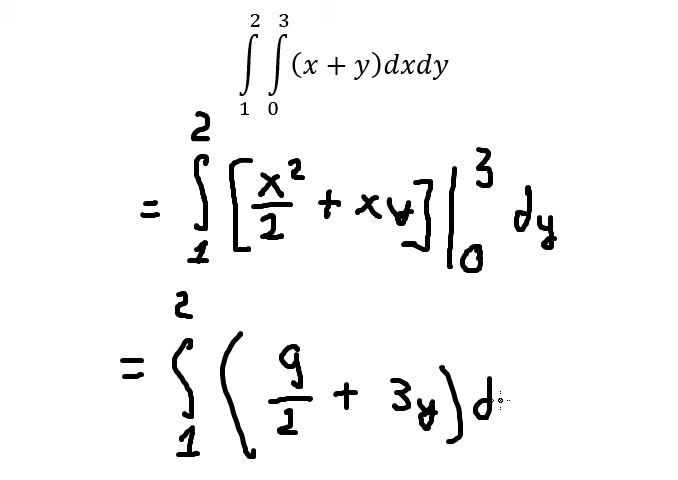 ∫₁² ∫₀³ (x + y)dxdy
= ∫₁² [x²/2 + xy] |₀³ dy
= ∫₁² (9/2 + 3y) d